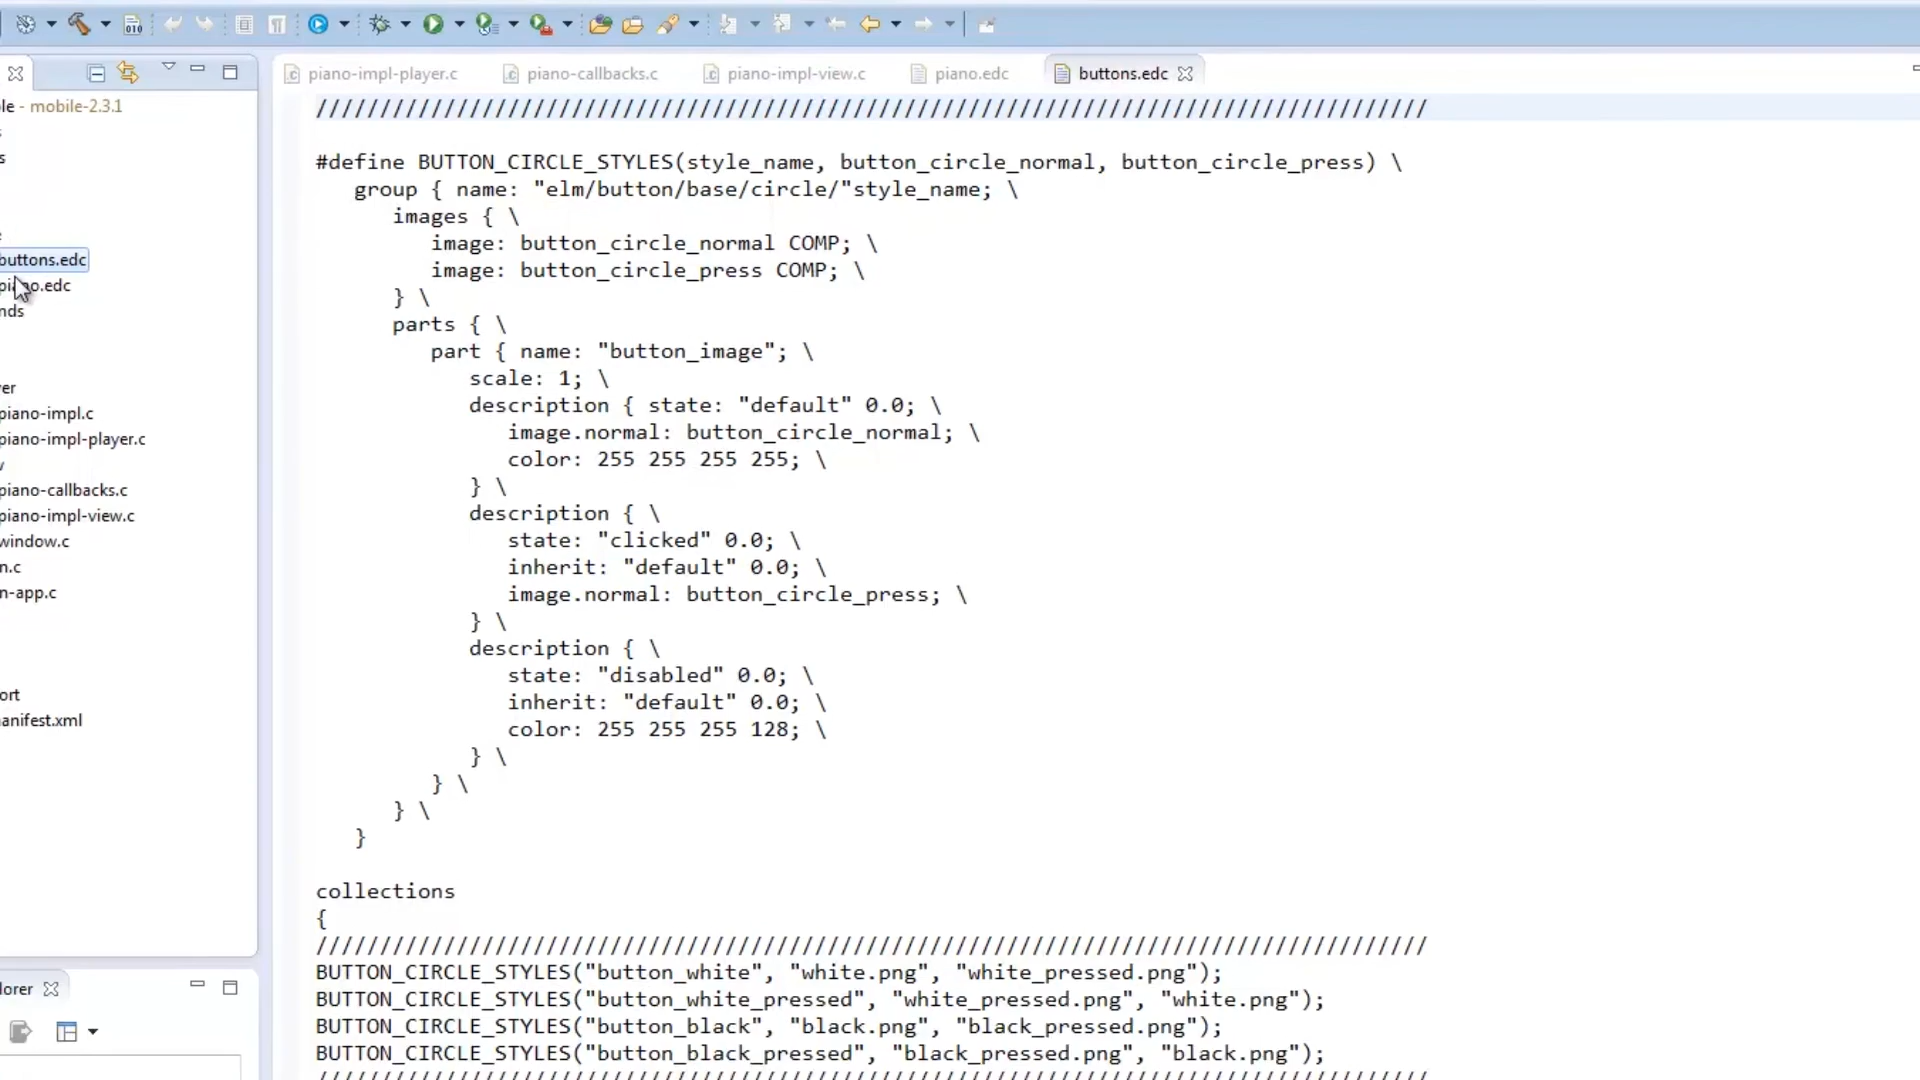 piano-impl-player.c piano-callbacks.c piano-impl-view.c piano.edc buttons.edc
le - mobile-2.3.1
s
s
buttons.edc
piano.edc
nds
er
piano-impl.c
piano-impl-player.c
piano-callbacks.c
piano-impl-view.c
window.c
n.c
n-app.c
ort
anifest.xml
lorer
///////////////////////////////////////////////////////////////////////////////////////
#define BUTTON_CIRCLE_STYLES(style_name, button_circle_normal, button_circle_press) \
group { name: "elm/button/base/circle/"style_name; \
images { \
image: button_circle_normal COMP; \
image: button_circle_press COMP; \
} \
parts { \
part { name: "button_image"; \
scale: 1; \
description { state: "default" 0.0; \
image.normal: button_circle_normal; \
color: 255 255 255 255; \
} \
description { \
state: "clicked" 0.0; \
inherit: "default" 0.0; \
image.normal: button_circle_press; \
} \
description { \
state: "disabled" 0.0; \
inherit: "default" 0.0; \
color: 255 255 255 128; \
} \
} \
} \
}
collections
{
///////////////////////////////////////////////////////////////////////////////////////
BUTTON_CIRCLE_STYLES("button_white", "white.png", "white_pressed.png");
BUTTON_CIRCLE_STYLES("button_white_pressed", "white_pressed.png", "white.png");
BUTTON_CIRCLE_STYLES("button_black", "black.png", "black_pressed.png");
BUTTON_CIRCLE_STYLES("button_black_pressed", "black_pressed.png", "black.png");
///////////////////////////////////////////////////////////////////////////////////////